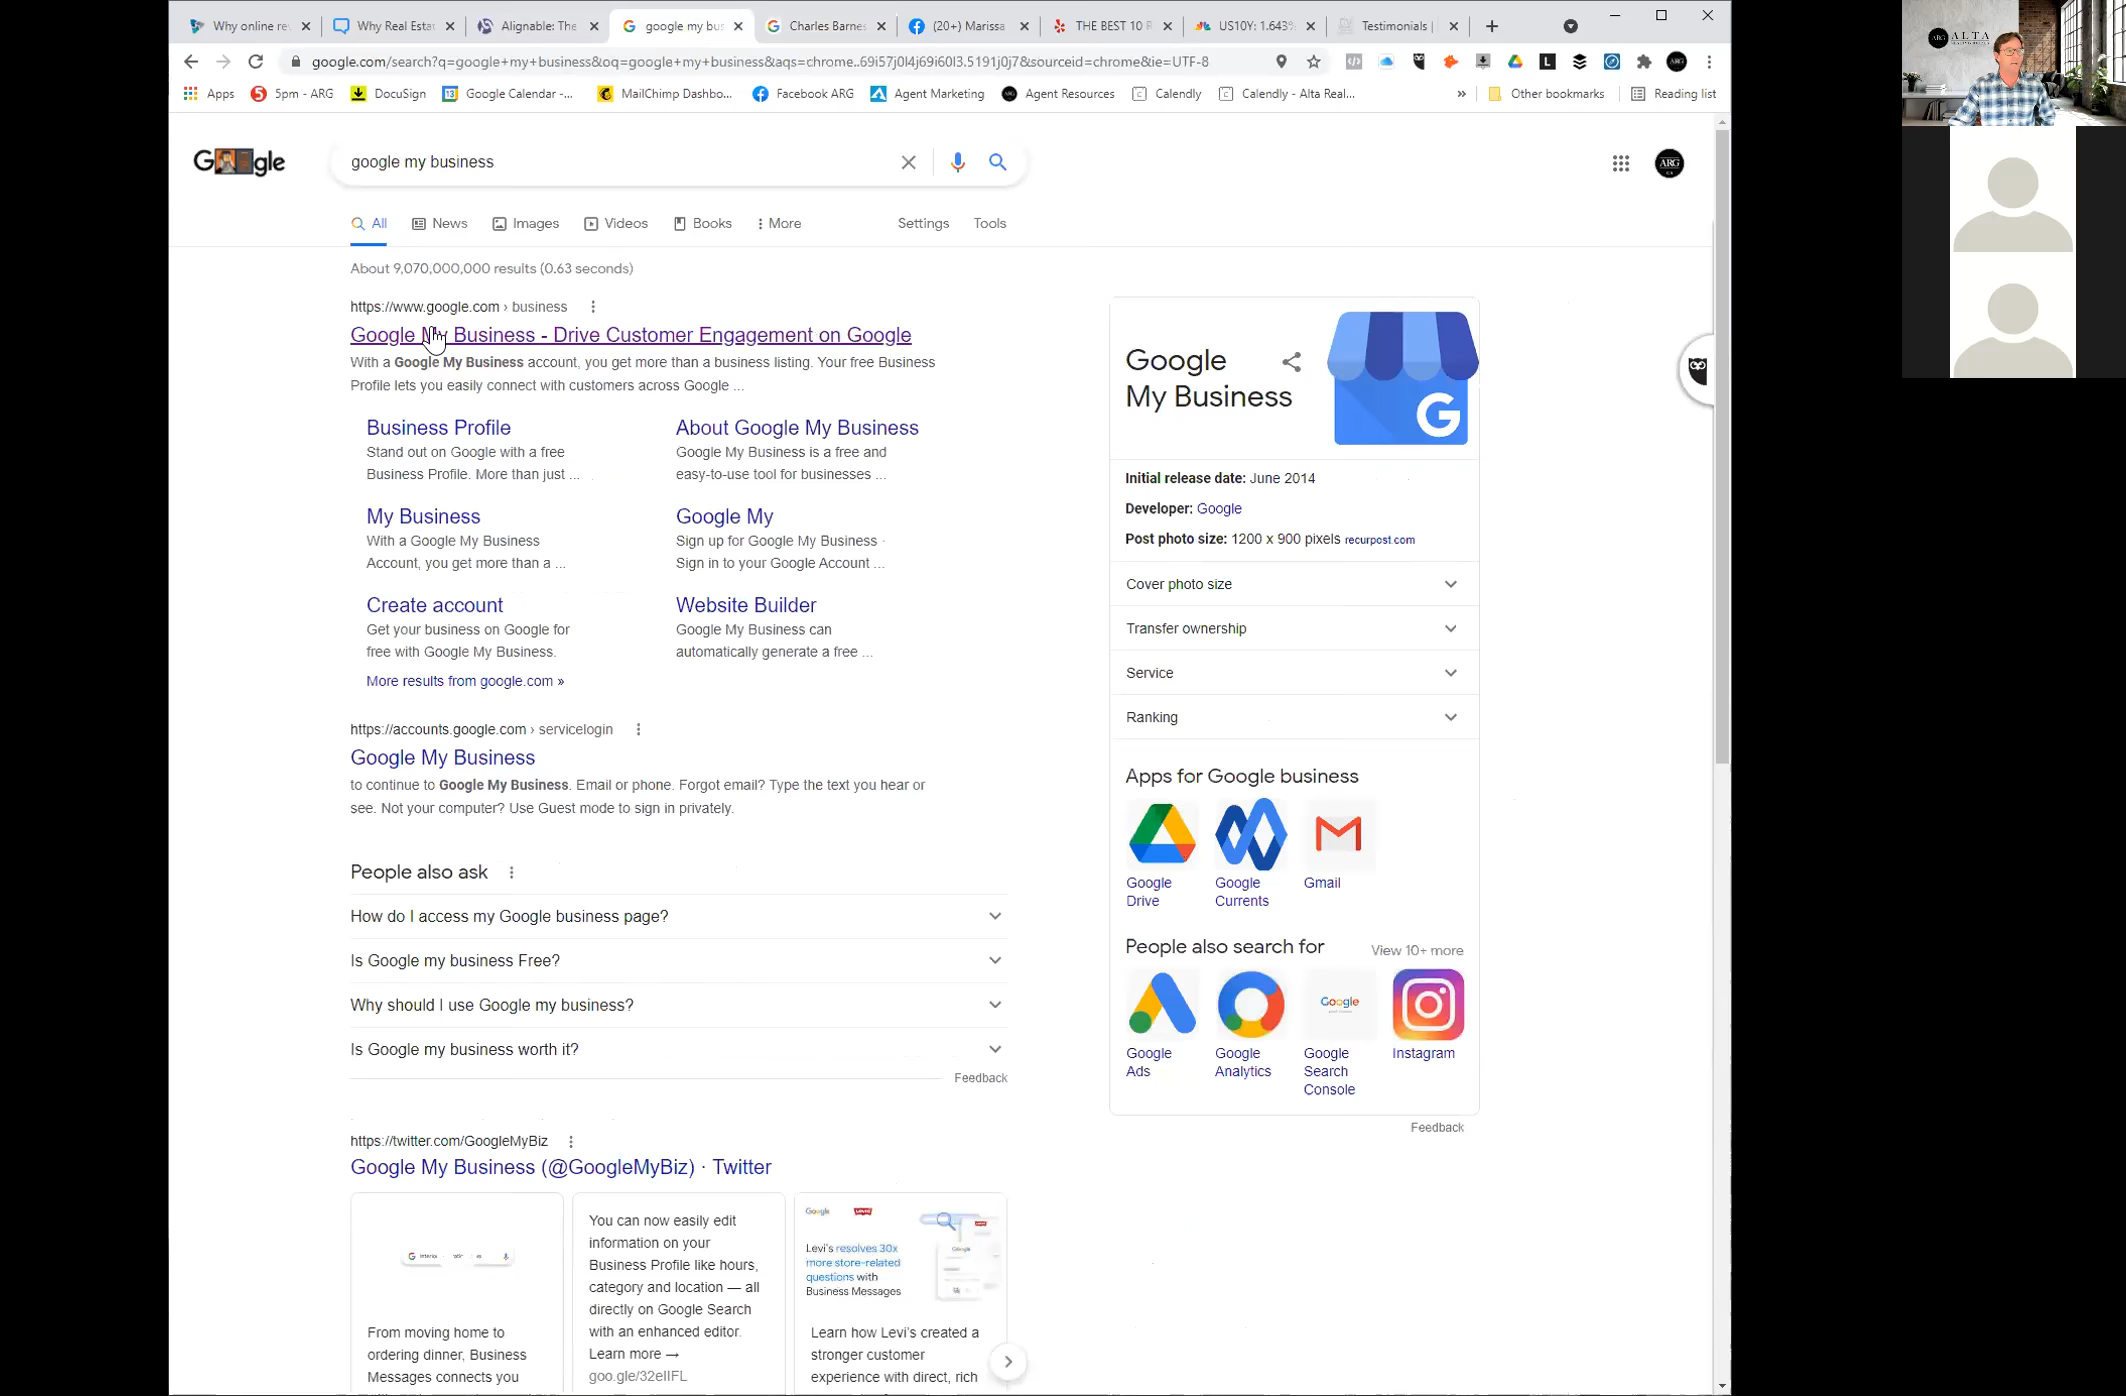 Why online re
Why Real Estat
Alignable: The
google my bus
Charles Barnes
(20+) Marissa
THE BEST 10 R
US10Y: 1.643%
Testimonials |
google.com/search?q=google+my+business&oq=google+my+business&aqs=chrome..69i57j0l4j69i60l3.5191j0j7&sourceid=chrome&ie=UTF-8
Apps
5pm - ARG
DocuSign
Google Calendar -...
MailChimp Dashbo...
Facebook ARG
Agent Marketing
Agent Resources
Calendly
Calendly - Alta Real...
»
Other bookmarks
Reading list
ARG ALTA
Google
google my business
ARG
All
News
Images
Videos
Books
More
Settings
Tools
About 9,070,000,000 results (0.63 seconds)
https://www.google.com › business
Google My Business - Drive Customer Engagement on Google
With a Google My Business account, you get more than a business listing. Your free Business
Profile lets you easily connect with customers across Google ...
Business Profile
Stand out on Google with a free
Business Profile. More than just ...
About Google My Business
Google My Business is a free and
easy-to-use tool for businesses ...
My Business
With a Google My Business
Account, you get more than a ...
Google My
Sign up for Google My Business ·
Sign in to your Google Account ...
Create account
Get your business on Google for
free with Google My Business.
Website Builder
Google My Business can
automatically generate a free ...
More results from google.com »
https://accounts.google.com › servicelogin
Google My Business
to continue to Google My Business. Email or phone. Forgot email? Type the text you hear or
see. Not your computer? Use Guest mode to sign in privately.
People also ask
How do I access my Google business page?
Is Google my business Free?
Why should I use Google my business?
Is Google my business worth it?
Feedback
https://twitter.com/GoogleMyBiz
Google My Business (@GoogleMyBiz) · Twitter
From moving home to
ordering dinner, Business
Messages connects you
You can now easily edit
information on your
Business Profile like hours,
category and location — all
directly on Google Search
with an enhanced editor.
Learn more →
goo.gle/32eIIFL
Google
Levi's
Levi's resolves 30x
more store-related
questions with
Business Messages
Learn how Levi's created a
stronger customer
experience with direct, rich
Google
My Business
Initial release date: June 2014
Developer: Google
Post photo size: 1200 x 900 pixels recurpost.com
Cover photo size
Transfer ownership
Service
Ranking
Apps for Google business
Google
Drive
Google
Currents
Gmail
People also search for
View 10+ more
Google
Google
Ads
Google
Analytics
Google
Search
Console
Instagram
Feedback